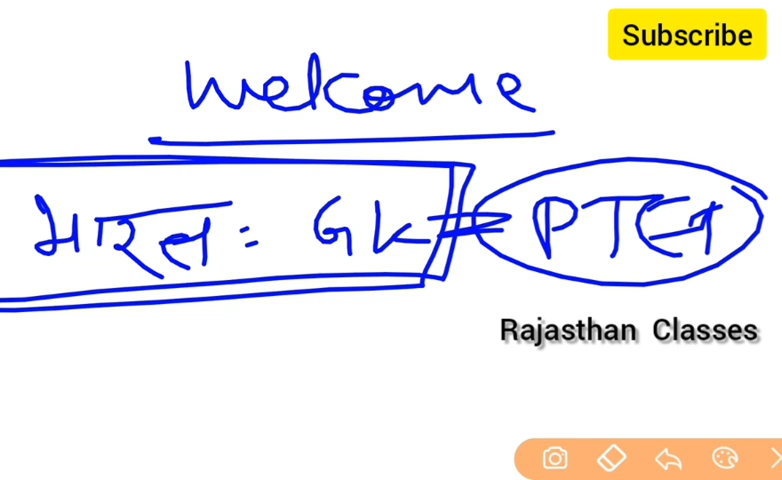 Subscribe
Welcome
भारत = GK = PTET
Rajasthan Classes